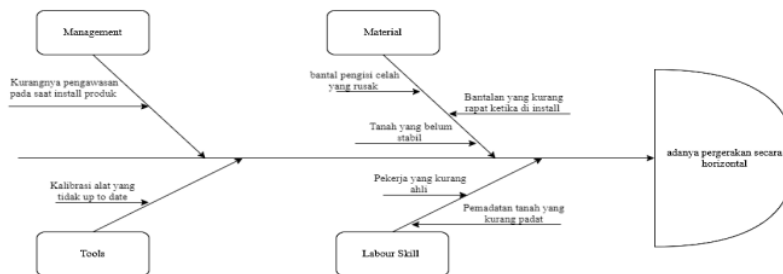 Management
Material
Kurangnya pengawasan
pada saat install produk
bantal pengisi celah
yang rusak
Bantalan yang kurang
rapat ketika di install
Tanah yang belum
stabil
adanya pergerakan secara
horizontal
Kalibrasi alat yang
tidak up to date
Pekerja yang kurang
ahli
Pemadatan tanah yang
kurang padat
Tools
Labour Skill